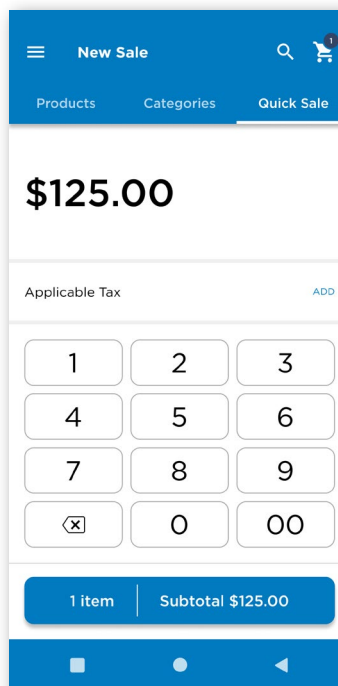 New Sale 1
Products Categories Quick Sale
$125.00
Applicable Tax ADD
1 2 3
4 5 6
7 8 9
0 00
1 item Subtotal $125.00